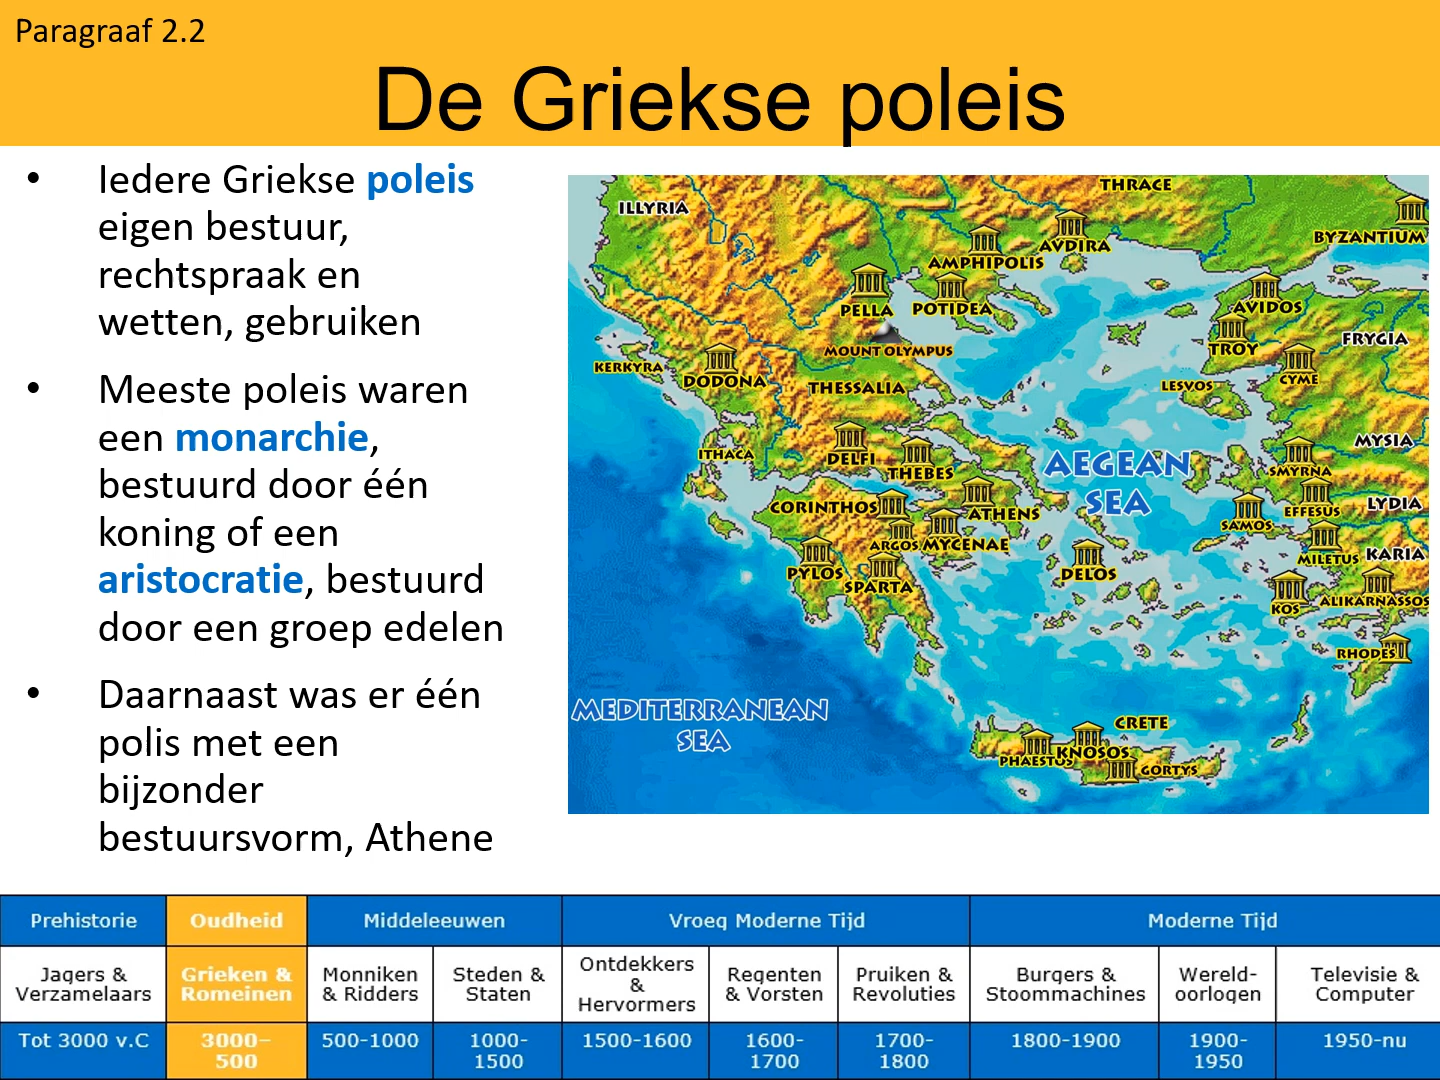 Paragraaf 2.2
De Griekse poleis
• Iedere Griekse poleis
eigen bestuur,
rechtspraak en
wetten, gebruiken
• Meeste poleis waren
een monarchie,
bestuurd door één
koning of een
aristocratie, bestuurd
door een groep edelen
• Daarnaast was er één
polis met een
bijzonder
bestuursvorm, Athene
THRACE
ILLYRIA
BYZANTIUM
AVDIRA
AMPHIPOLIS
PELLA
POTIDEA
AVIDOS
MOUNT OLYMPUS
TROY
FRYGIA
KERKYRA
DODONA
THESSALIA
LESVOS
CYME
ITHACA
DELFI
THEBES
AEGEAN
SEA
MYSIA
SMYRNA
CORINTHOS
ATHENS
SAMOS
EFFESUS
LYDIA
ARGOS
MYCENAE
MILETUS
KARIA
PYLOS
SPARTA
DELOS
KOS
ALIKARNASSOS
RHODES
MEDITERRANEAN
SEA
CRETE
PHAESTUS
KNOSOS
GORTYS
Prehistorie
Oudheid
Middeleeuwen
Vroeg Moderne Tijd
Moderne Tijd
Jagers &
Verzamelaars
Grieken &
Romeinen
Monniken
& Ridders
Steden &
Staten
Ontdekkers
&
Hervormers
Regenten
& Vorsten
Pruiken &
Revoluties
Burgers &
Stoommachines
Wereld-
oorlogen
Televisie &
Computer
Tot 3000 v.C
3000–
500
500-1000
1000-
1500
1500-1600
1600-
1700
1700-
1800
1800-1900
1900-
1950
1950-nu